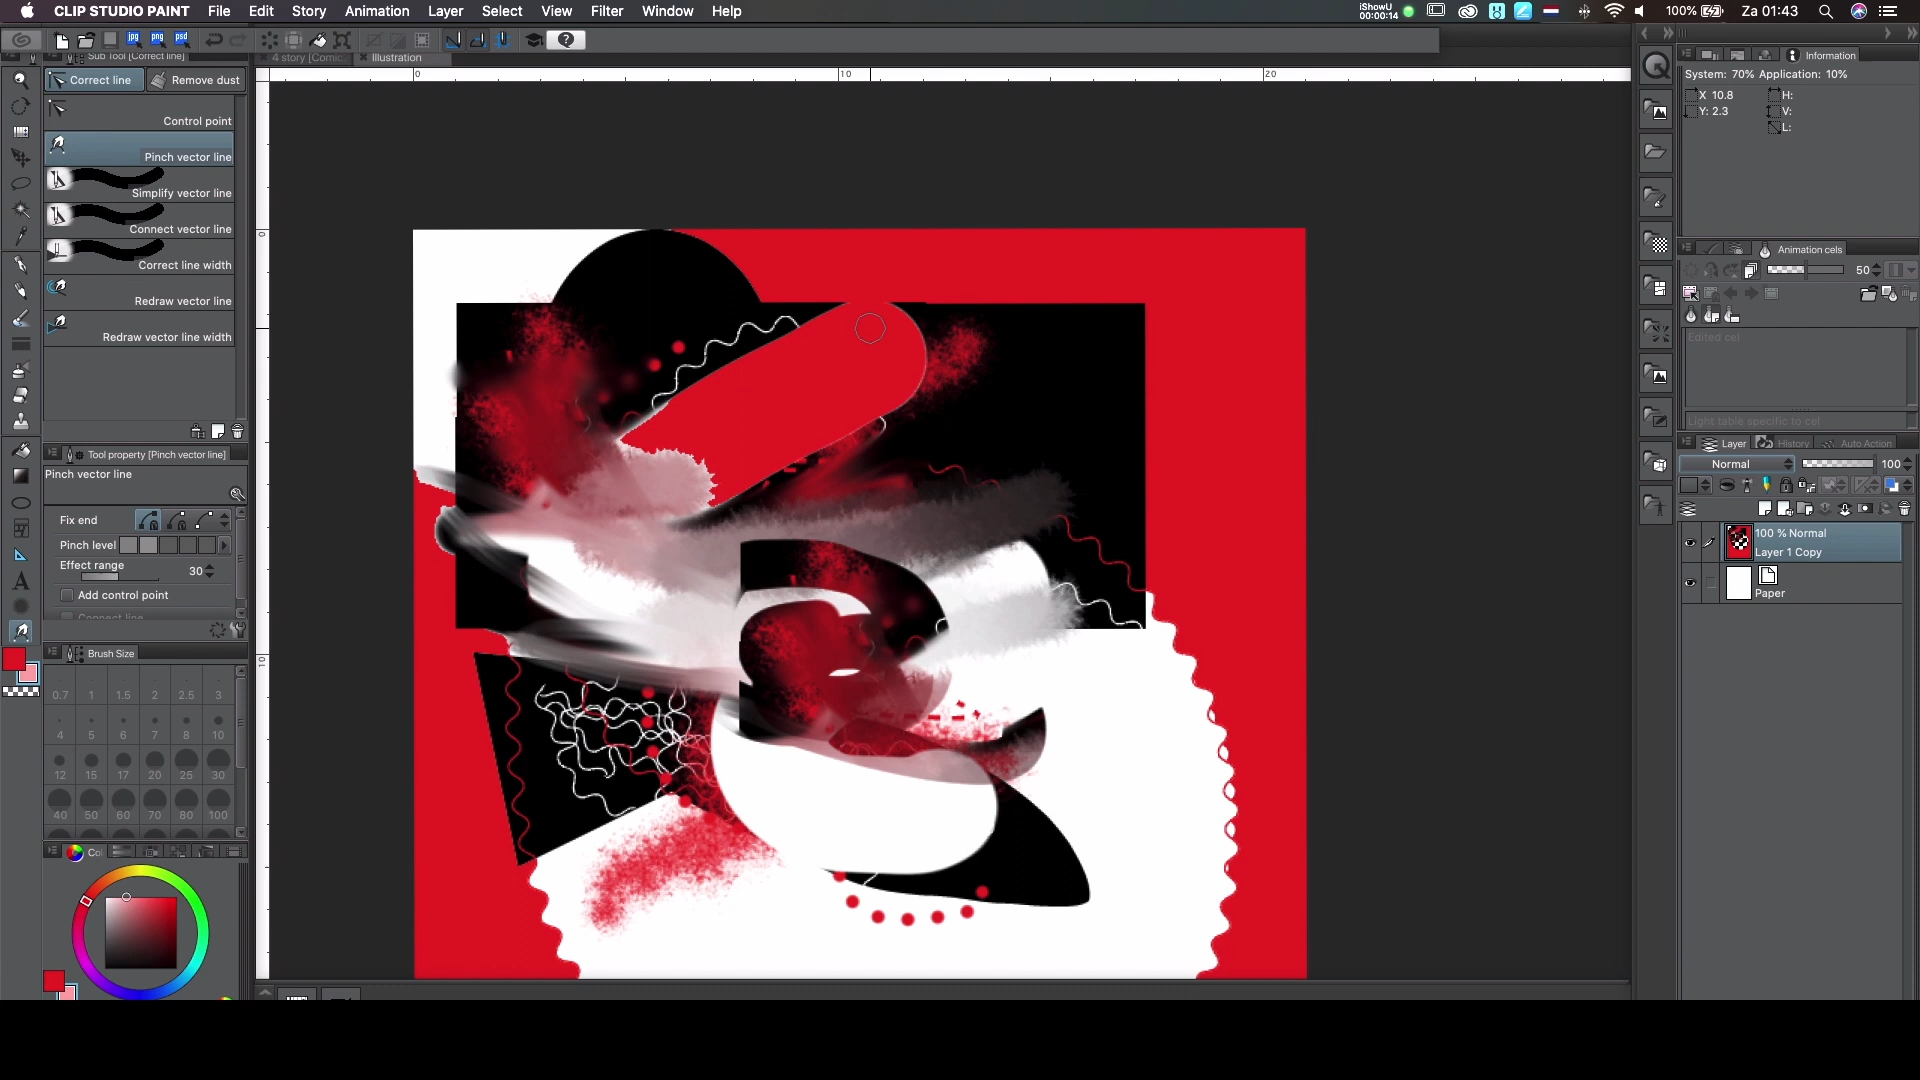 CLIP STUDIO PAINT File Edit Story Animation Layer Select View Filter Window Help
iShowU
00:00:14
100% Za 01:43
jpg png psd
Sub Tool [Correct line]
4 story [Comic.
Illustration
Correct line
Remove dust
Control point
Pinch vector line
Simplify vector line
Connect vector line
Correct line width
Redraw vector line
Redraw vector line width
Tool property [Pinch vector line]
Pinch vector line
Fix end
Pinch level
Effect range
30
Add control point
Connect line
Brush Size
0.7 1 1.5 2 2.5 3
4 5 6 7 8 10
12 15 17 20 25 30
40 50 60 70 80 100
Co
0 10 20
0
10
Information
System: 70% Application: 10%
X 10.8 H:
Y: 2.3 V:
L:
Animation cels
50
Edited cel
Light table specific to cel
Layer History Auto Action
Normal 100
100 % Normal
Layer 1 Copy
Paper